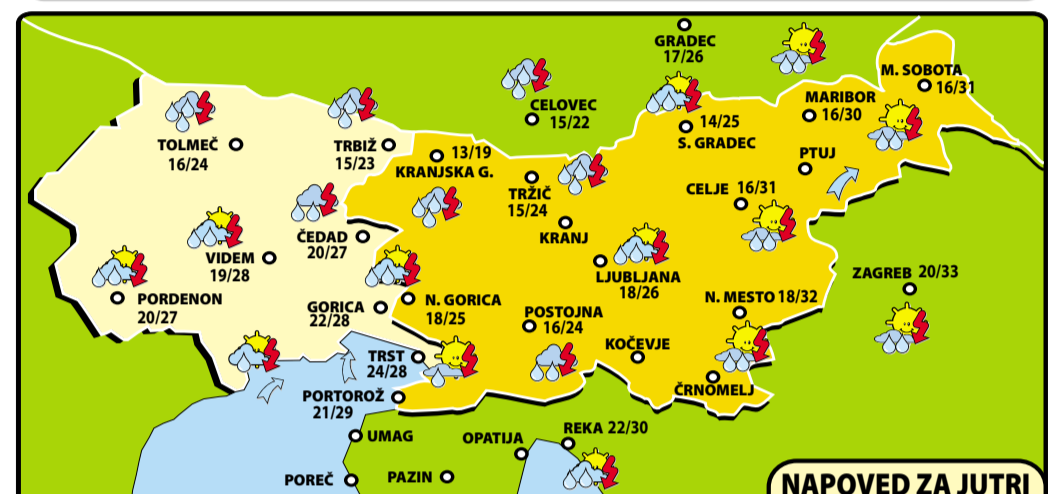 GRADEC
17/26
M. SOBOTA
16/31
CELOVEC
15/22
MARIBOR
16/30
14/25
S. GRADEC
TOLMEČ
16/24
TRBIŽ
15/23
13/19
KRANJSKA G.
PTUJ
TRŽIČ
15/24
CELJE 16/31
KRANJ
ČEDAD
20/27
VIDEM
19/28
LJUBLJANA
18/26
ZAGREB 20/33
PORDENON
20/27
GORICA
22/28
N. GORICA
18/25
POSTOJNA
16/24
N. MESTO 18/32
KOČEVJE
TRST
24/28
ČRNOMELJ
PORTOROŽ
21/29
UMAG
OPATIJA
REKA 22/30
POREČ
PAZIN
NAPOVED ZA JUTRI